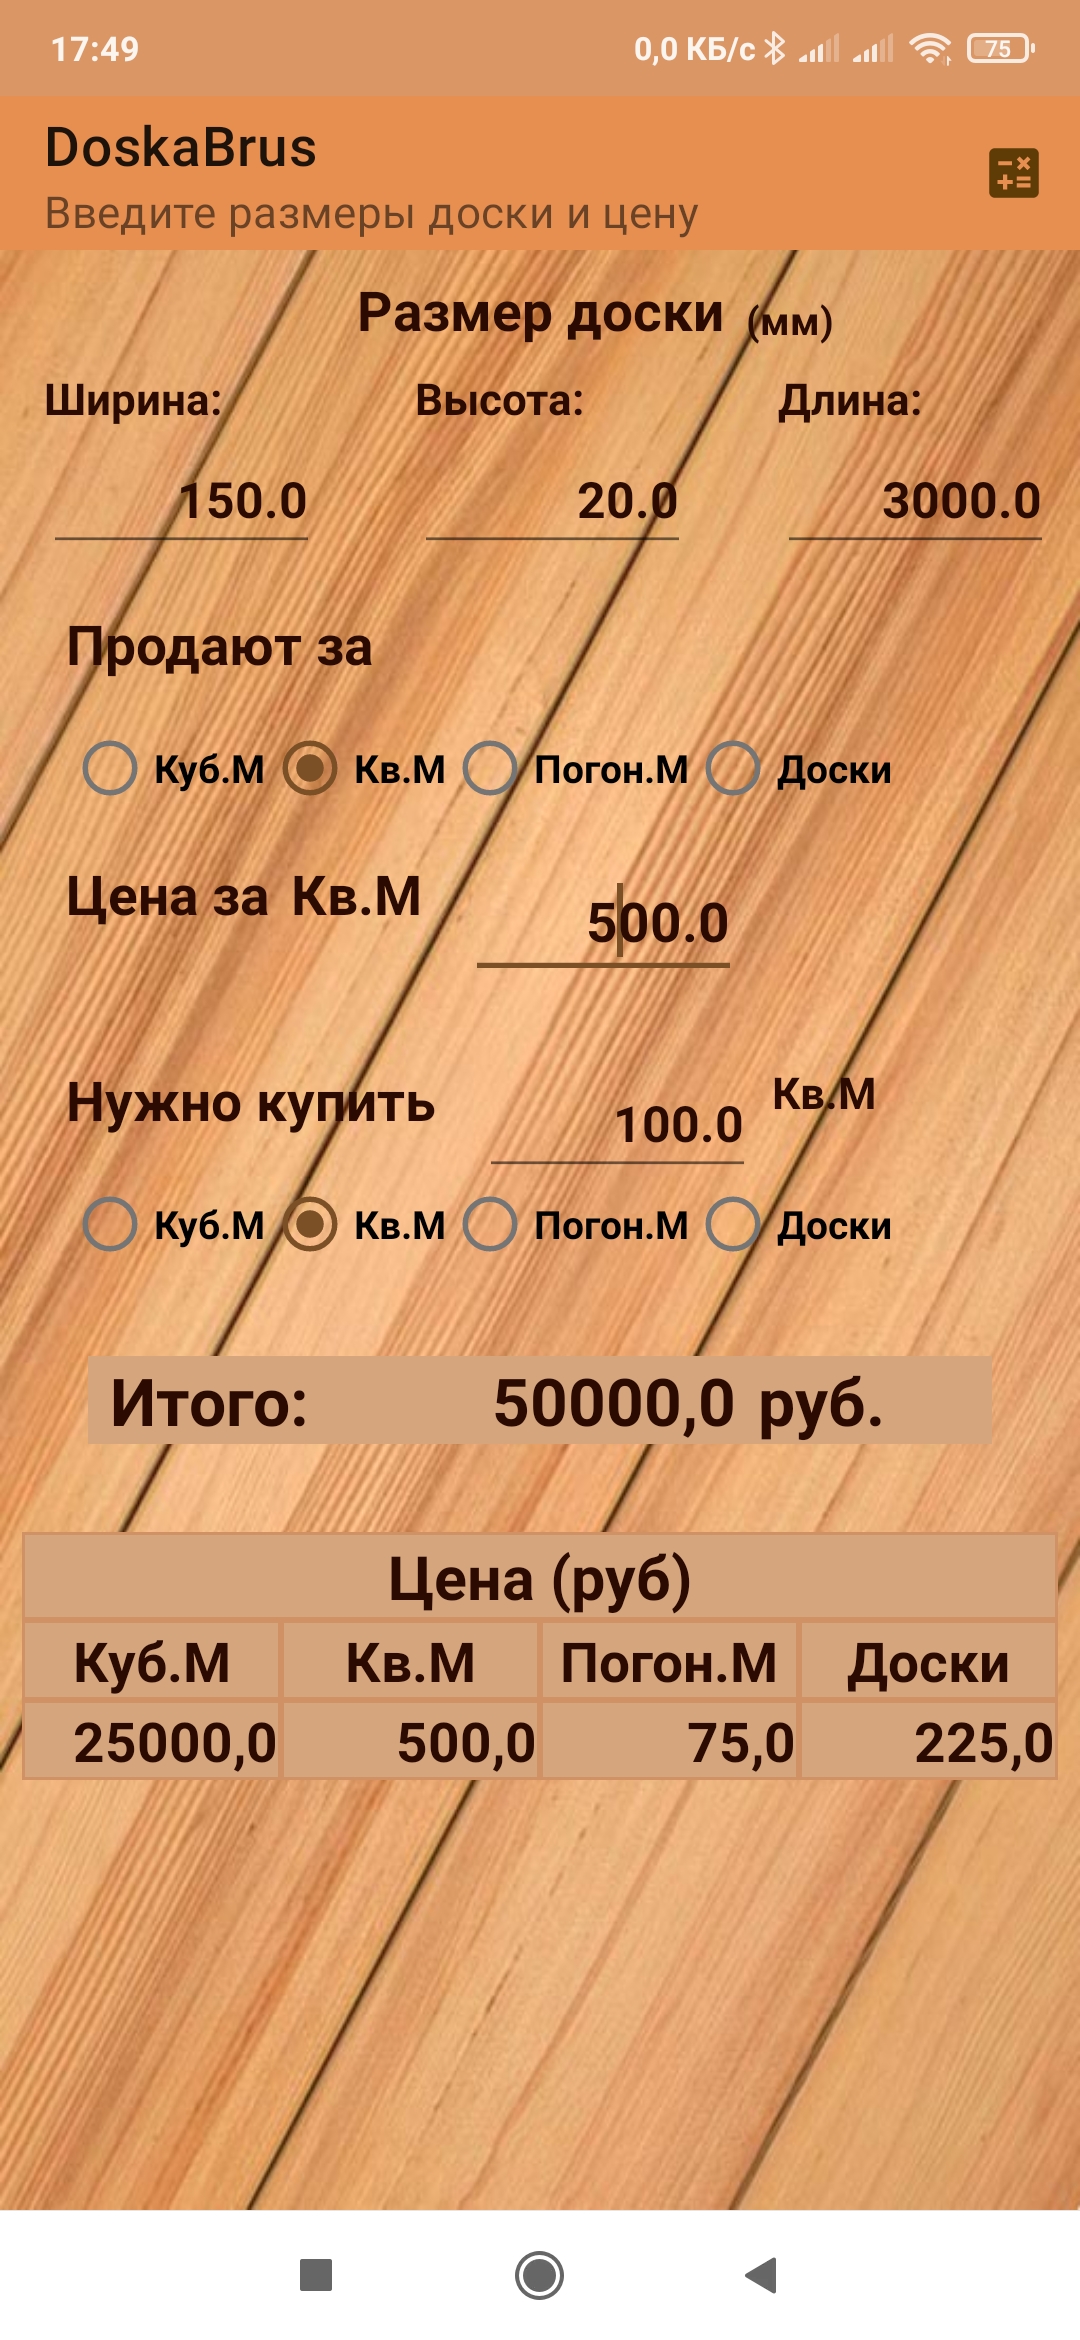 17:49 0,0 КБ/с 75
DoskaBrus
Введите размеры доски и цену
Размер доски (мм)
Ширина: Высота: Длина:
150.0 20.0 3000.0
Продают за
Куб.М Кв.М Погон.М Доски
Цена за Кв.М 500.0
Нужно купить 100.0 Кв.М
Куб.М Кв.М Погон.М Доски
Итого: 50000,0 руб.
Цена (руб)
Куб.М Кв.М Погон.М Доски
25000,0 500,0 75,0 225,0